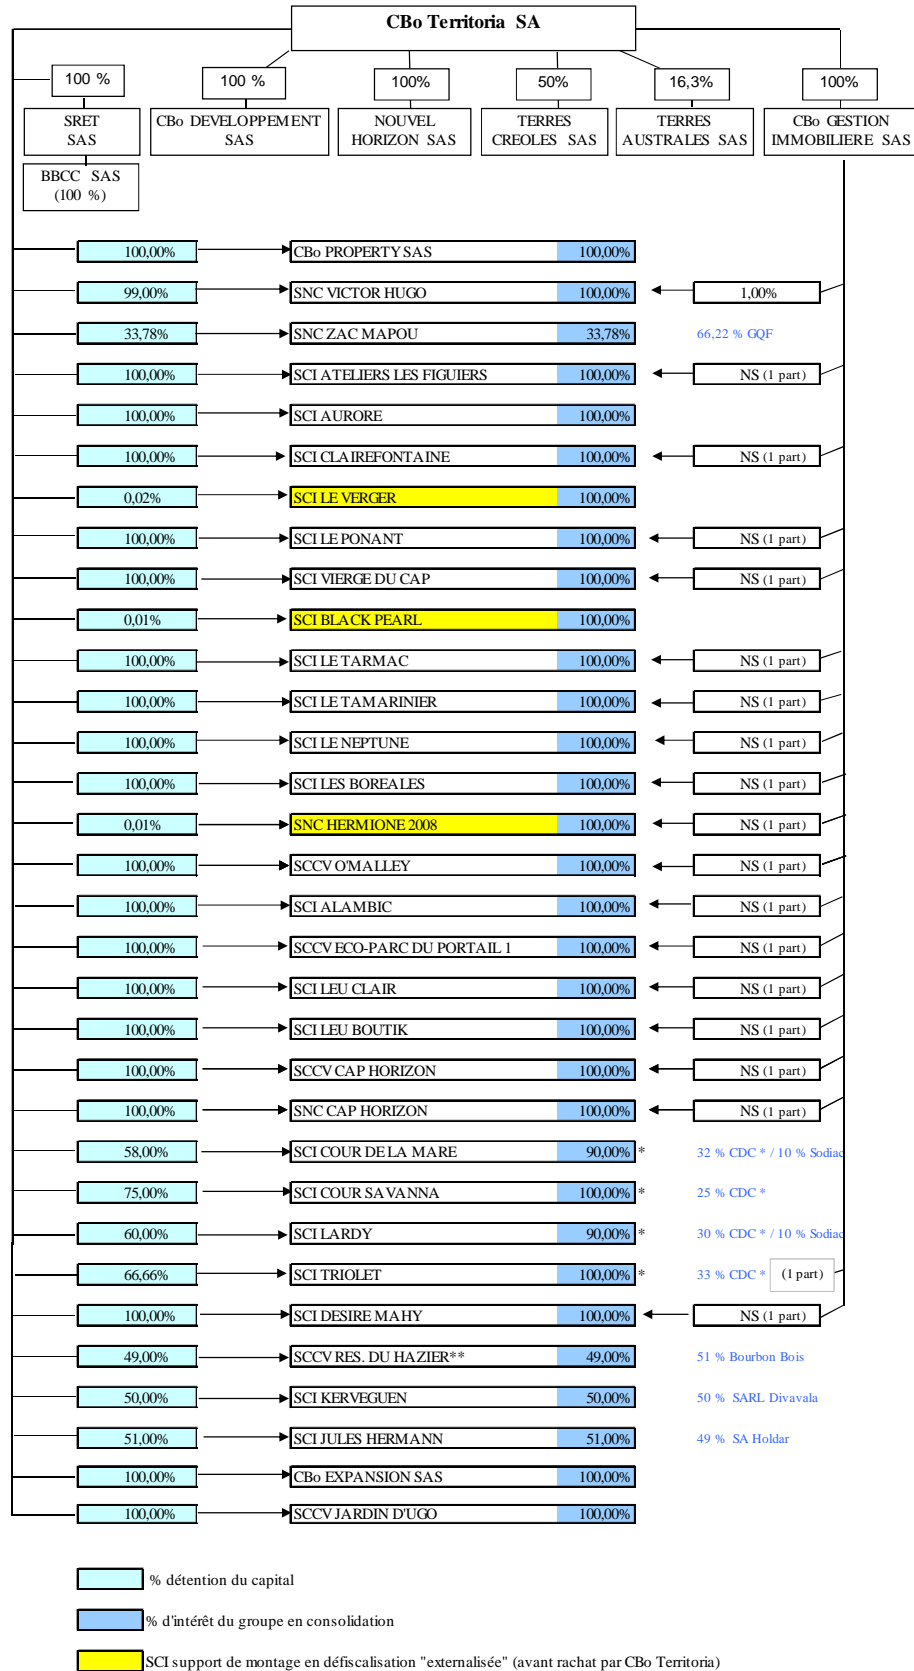 CBo Territoria SA
100 %
100 %
100%
50%
16,3%
100%
SRET
SAS
CBo DEVELOPPEMENT
SAS
NOUVEL
HORIZON SAS
TERRES
CREOLES SAS
TERRES
AUSTRALES SAS
CBo GESTION
IMMOBILIERE SAS
BBCC SAS
(100 %)
100,00% CBo PROPERTY SAS 100,00%
99,00% SNC VICTOR HUGO 100,00% 1,00%
33,78% SNC ZAC MAPOU 33,78% 66,22 % GQF
100,00% SCI ATELIERS LES FIGUIERS 100,00% NS (1 part)
100,00% SCI AURORE 100,00%
100,00% SCI CLAIREFONTAINE 100,00% NS (1 part)
0,02% SCI LE VERGER 100,00%
100,00% SCI LE PONANT 100,00% NS (1 part)
100,00% SCI VIERGE DU CAP 100,00% NS (1 part)
0,01% SCI BLACK PEARL 100,00%
100,00% SCI LE TARMAC 100,00% NS (1 part)
100,00% SCI LE TAMARINIER 100,00% NS (1 part)
100,00% SCI LE NEPTUNE 100,00% NS (1 part)
100,00% SCI LES BOREALES 100,00% NS (1 part)
0,01% SNC HERMIONE 2008 100,00% NS (1 part)
100,00% SCCV O'MALLEY 100,00% NS (1 part)
100,00% SCI ALAMBIC 100,00% NS (1 part)
100,00% SCCV ECO-PARC DU PORTAIL 1 100,00% NS (1 part)
100,00% SCI LEU CLAIR 100,00% NS (1 part)
100,00% SCI LEU BOUTIK 100,00% NS (1 part)
100,00% SCCV CAP HORIZON 100,00% NS (1 part)
100,00% SNC CAP HORIZON 100,00% NS (1 part)
58,00% SCI COUR DE LA MARE 90,00% * 32 % CDC * / 10 % Sodiac
75,00% SCI COUR SAVANNA 100,00% * 25 % CDC *
60,00% SCI LARDY 90,00% * 30 % CDC * / 10 % Sodiac
66,66% SCI TRIOLET 100,00% * 33 % CDC * (1 part)
100,00% SCI DESIRE MAHY 100,00% NS (1 part)
49,00% SCCV RES. DU HAZIER** 49,00% 51 % Bourbon Bois
50,00% SCI KERVEGUEN 50,00% 50 % SARL Divavala
51,00% SCI JULES HERMANN 51,00% 49 % SA Holdar
100,00% CBo EXPANSION SAS 100,00%
100,00% SCCV JARDIN D'UGO 100,00%
% détention du capital
% d'intérêt du groupe en consolidation
SCI support de montage en défiscalisation "externalisée" (avant rachat par CBo Territoria)